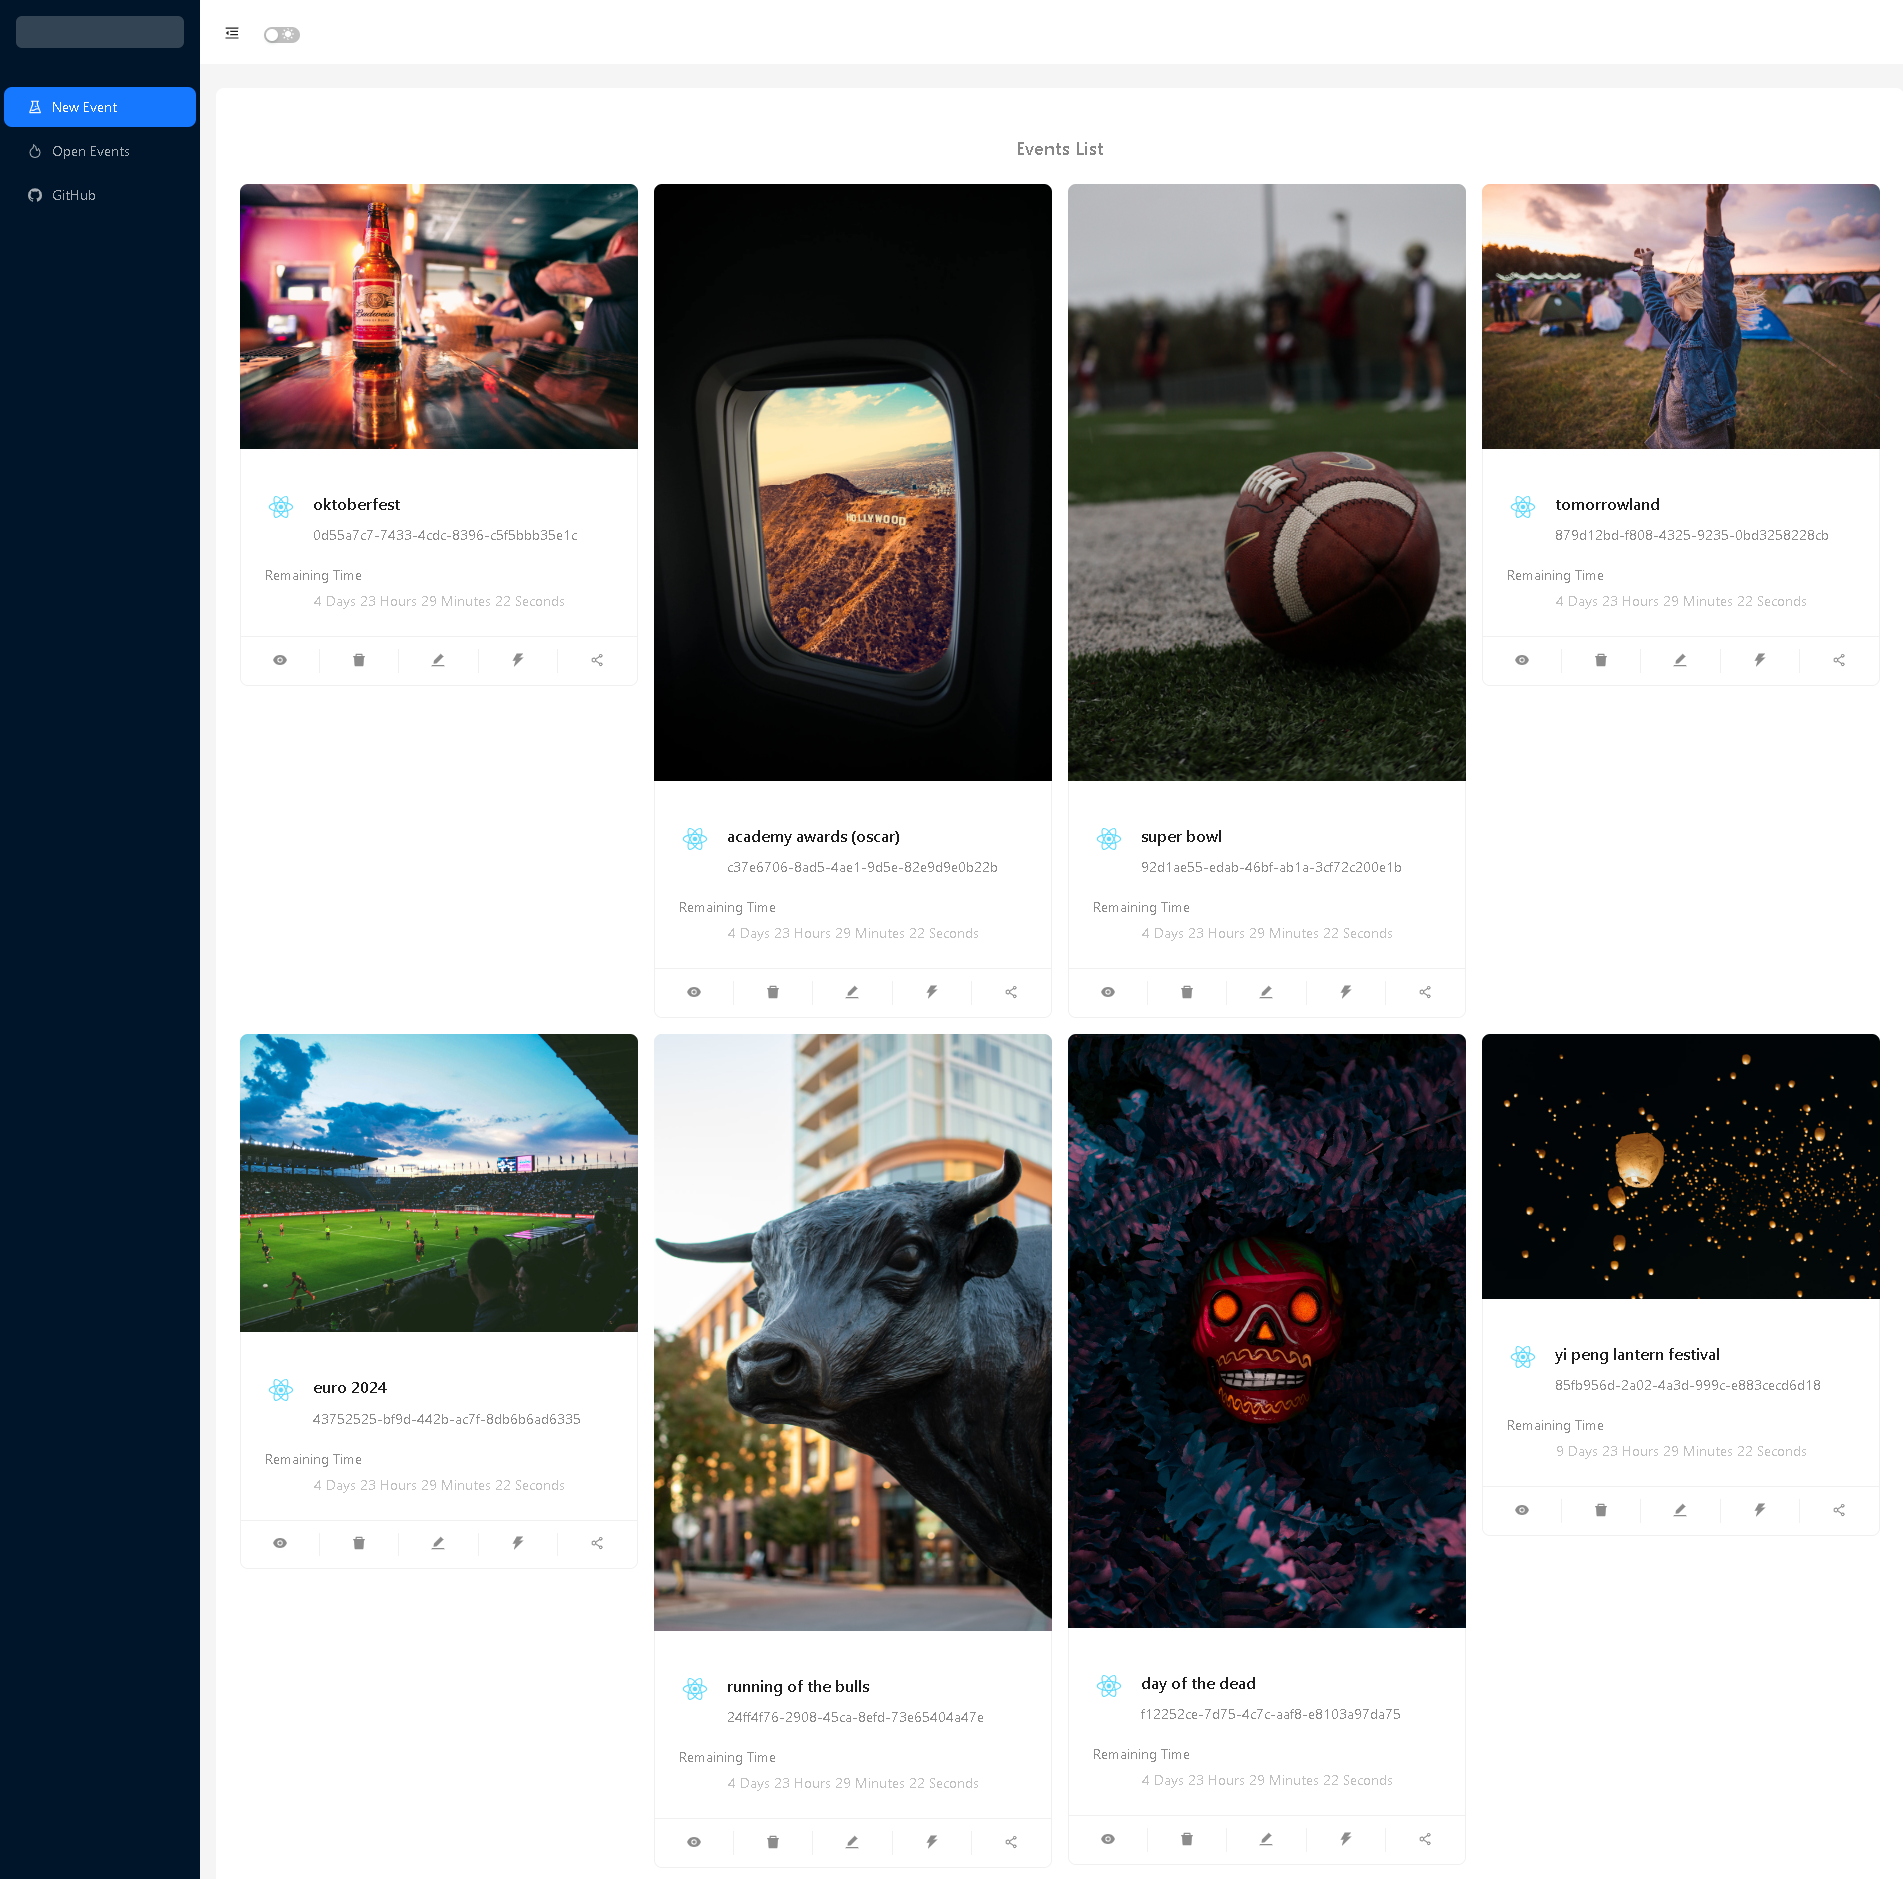 New Event
Open Events
GitHub
Events List
Budweiser
oktoberfest
0d55a7c7-7433-4cdc-8396-c5f5bbb35e1c
Remaining Time
4 Days 23 Hours 29 Minutes 22 Seconds
HOLLYWOOD
academy awards (oscar)
c37e6706-8ad5-4ae1-9d5e-82e9d9e0b22b
Remaining Time
4 Days 23 Hours 29 Minutes 22 Seconds
super bowl
92d1ae55-edab-46bf-ab1a-3cf72c200e1b
Remaining Time
4 Days 23 Hours 29 Minutes 22 Seconds
tomorrowland
879d12bd-f808-4325-9235-0bd3258228cb
Remaining Time
4 Days 23 Hours 29 Minutes 22 Seconds
euro 2024
43752525-bf9d-442b-ac7f-8db6b6ad6335
Remaining Time
4 Days 23 Hours 29 Minutes 22 Seconds
running of the bulls
24ff4f76-2908-45ca-8efd-73e65404a47e
Remaining Time
4 Days 23 Hours 29 Minutes 22 Seconds
day of the dead
f12252ce-7d75-4c7c-aaf8-e8103a97da75
Remaining Time
4 Days 23 Hours 29 Minutes 22 Seconds
yi peng lantern festival
85fb956d-2a02-4a3d-999c-e883cecd6d18
Remaining Time
9 Days 23 Hours 29 Minutes 22 Seconds